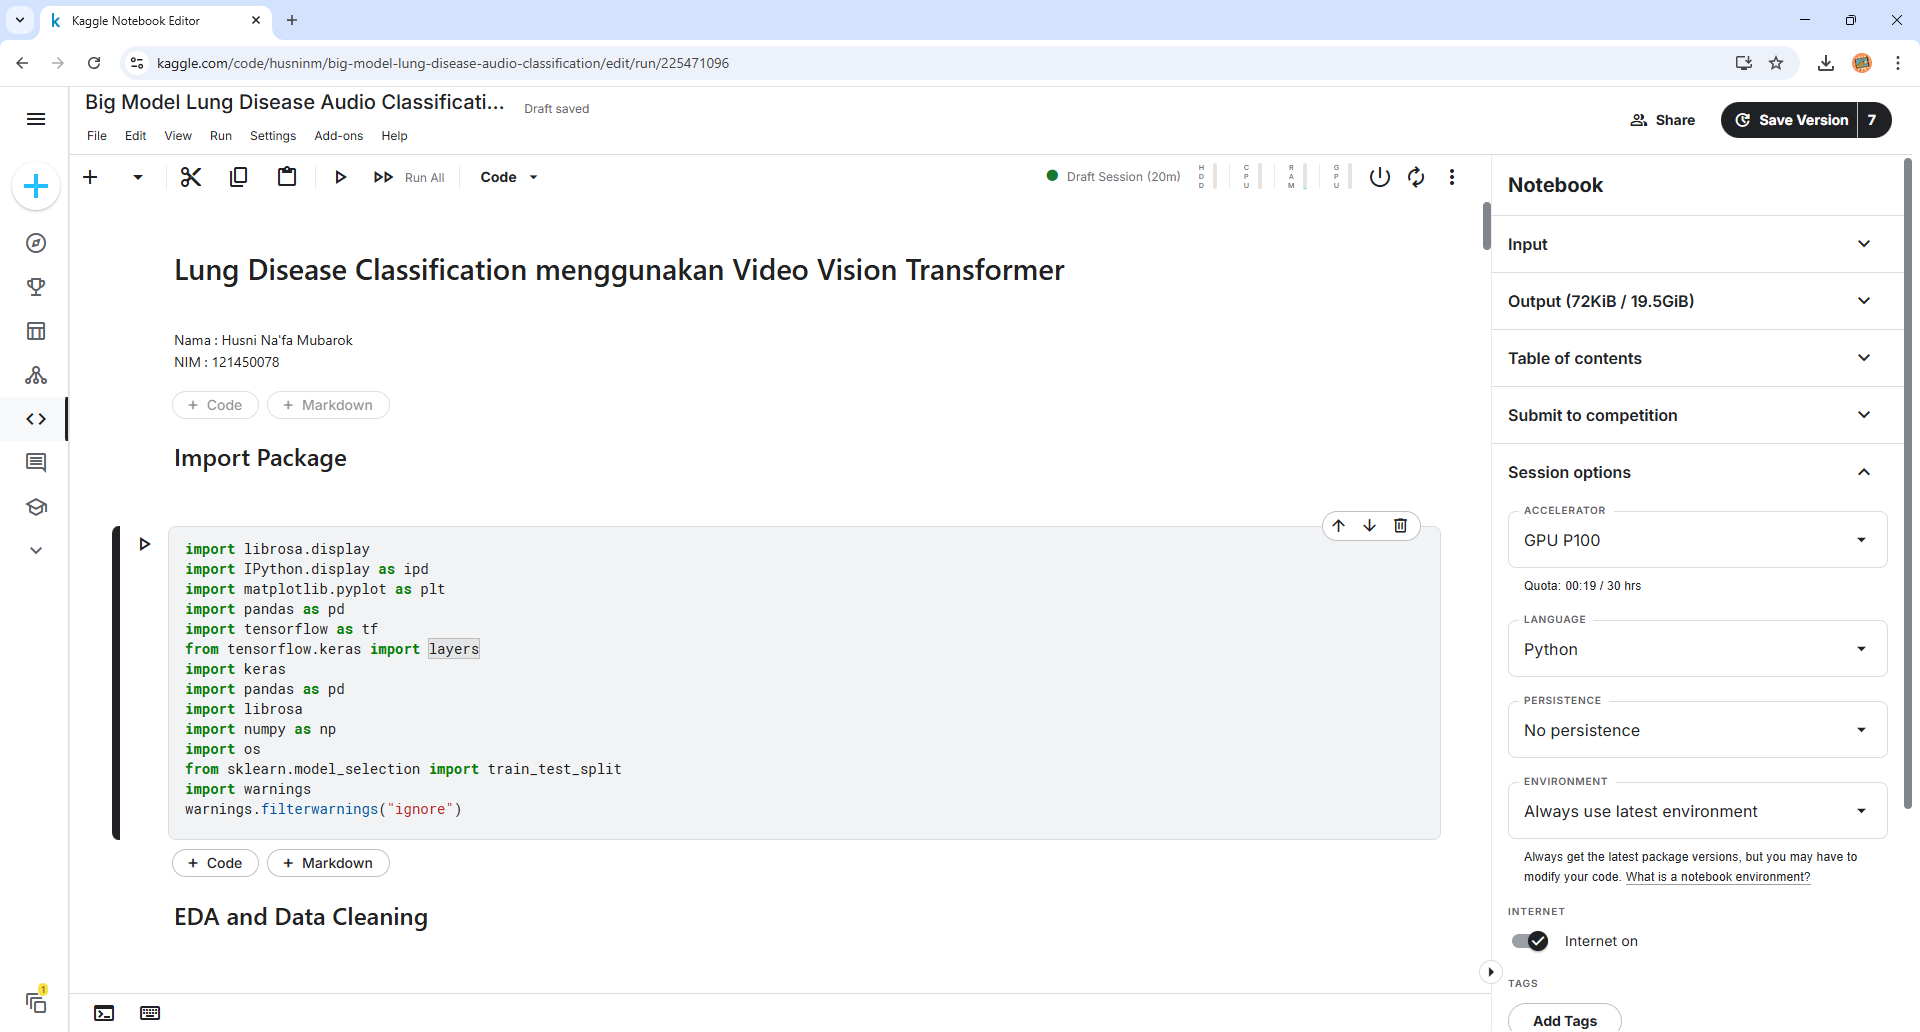 Kaggle Notebook Editor
kaggle.com/code/husninm/big-model-lung-disease-audio-classification/edit/run/225471096
Big Model Lung Disease Audio Classificati...
Draft saved
File Edit View Run Settings Add-ons Help
Share
Save Version 7
Run All
Code
Draft Session (20m)
HDD
CPU
RAM
GPU
Lung Disease Classification menggunakan Video Vision Transformer
Nama : Husni Na'fa Mubarok
NIM : 121450078
+ Code + Markdown
Import Package
import librosa.display
import IPython.display as ipd
import matplotlib.pyplot as plt
import pandas as pd
import tensorflow as tf
from tensorflow.keras import layers
import keras
import pandas as pd
import librosa
import numpy as np
import os
from sklearn.model_selection import train_test_split
import warnings
warnings.filterwarnings("ignore")
+ Code + Markdown
EDA and Data Cleaning
Notebook
Input
Output (72KiB / 19.5GiB)
Table of contents
Submit to competition
Session options
ACCELERATOR
GPU P100
Quota: 00:19 / 30 hrs
LANGUAGE
Python
PERSISTENCE
No persistence
ENVIRONMENT
Always use latest environment
Always get the latest package versions, but you may have to
modify your code. What is a notebook environment?
INTERNET
Internet on
TAGS
Add Tags
1